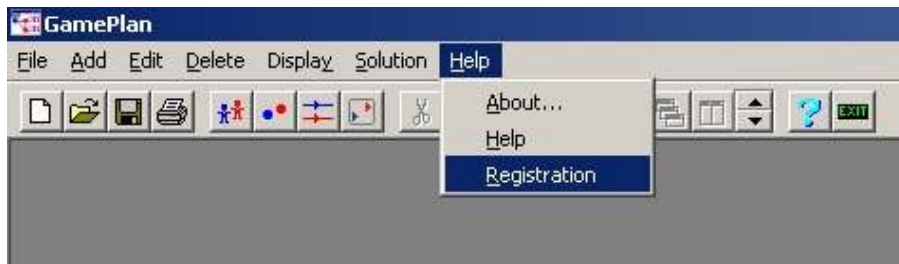 GamePlan
File Add Edit Delete Display Solution Help
About...
Help
EXIT
Registration